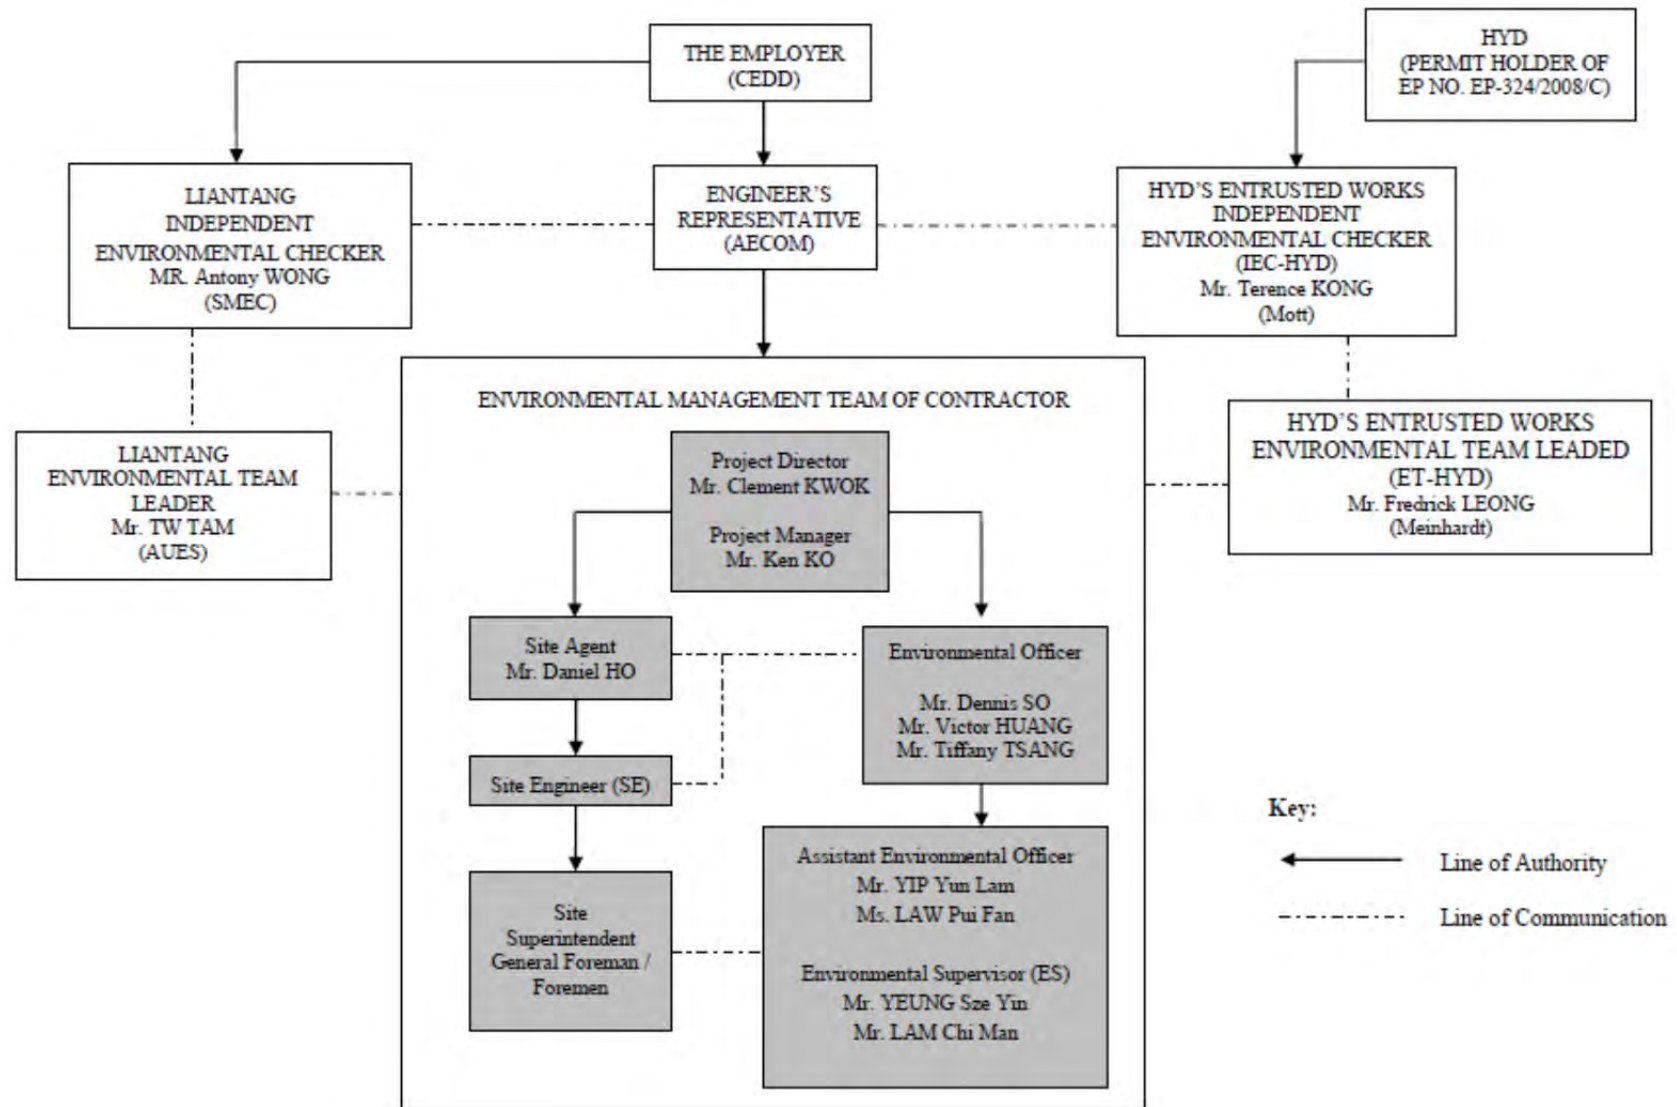 THE EMPLOYER
(CEDD)
HYD
(PERMIT HOLDER OF
EP NO. EP-324/2008/C)
LIANTANG
INDEPENDENT
ENVIRONMENTAL CHECKER
MR. Antony WONG
(SMEC)
ENGINEER'S
REPRESENTATIVE
(AECOM)
HYD'S ENTRUSTED WORKS
INDEPENDENT
ENVIRONMENTAL CHECKER
(IEC-HYD)
Mr. Terence KONG
(Mott)
ENVIRONMENTAL MANAGEMENT TEAM OF CONTRACTOR
LIANTANG
ENVIRONMENTAL TEAM
LEADER
Mr. TW TAM
(AUES)
Project Director
Mr. Clement KWOK
Project Manager
Mr. Ken KO
HYD'S ENTRUSTED WORKS
ENVIRONMENTAL TEAM LEADED
(ET-HYD)
Mr. Fredrick LEONG
(Meinhardt)
Site Agent
Mr. Daniel HO
Environmental Officer
Mr. Dennis SO
Mr. Victor HUANG
Mr. Tiffany TSANG
Site Engineer (SE)
Site
Superintendent
General Foreman /
Foremen
Assistant Environmental Officer
Mr. YIP Yun Lam
Ms. LAW Pui Fan
Environmental Supervisor (ES)
Mr. YEUNG Sze Yin
Mr. LAM Chi Man
Key:
Line of Authority
Line of Communication